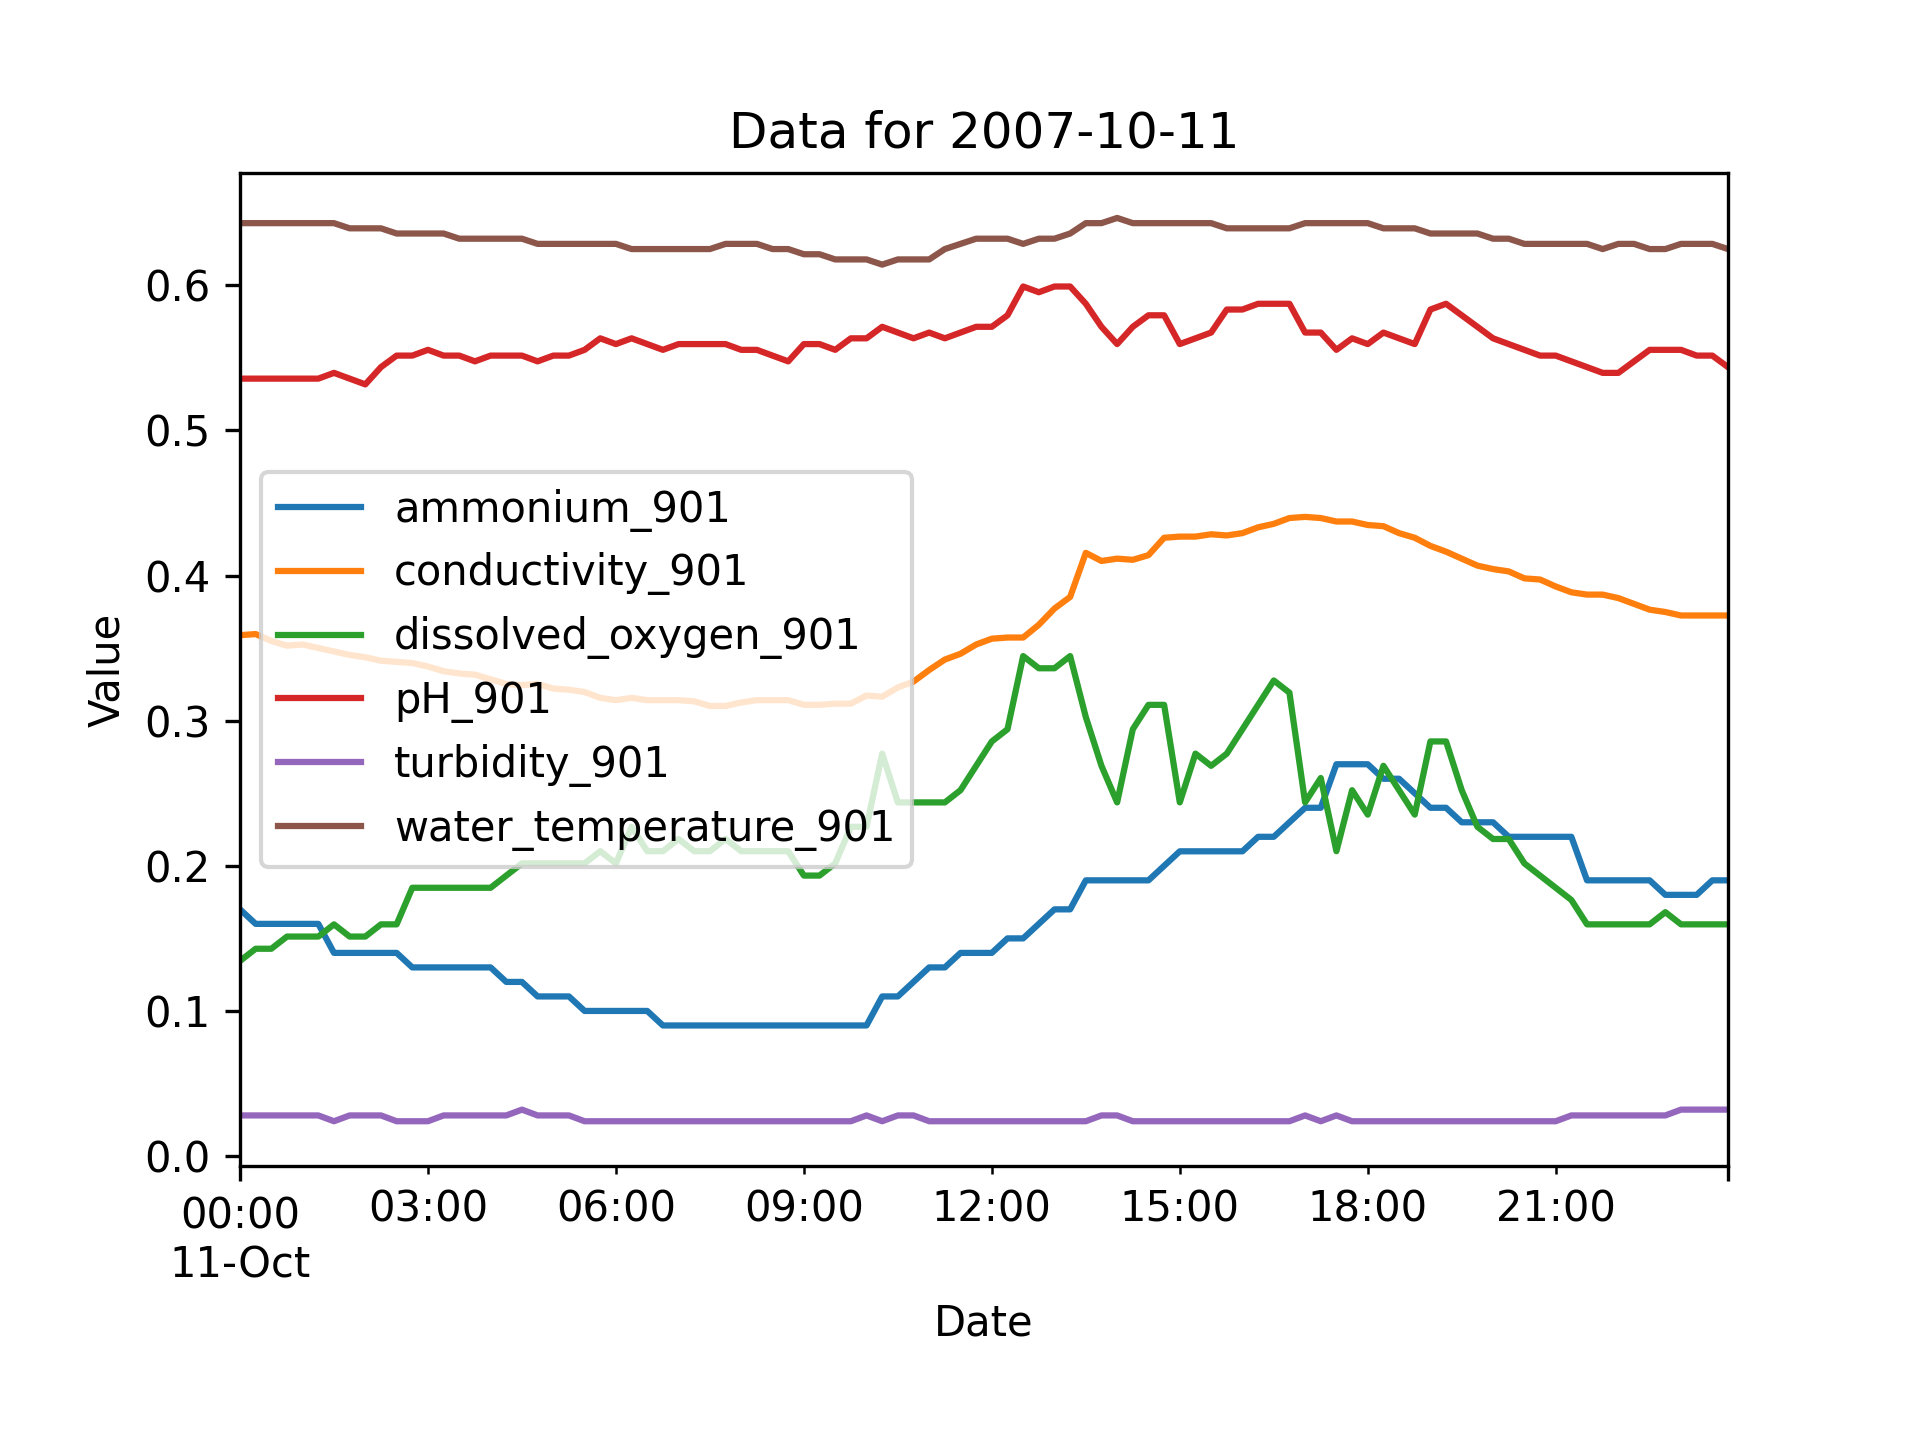 Data for 2007-10-11
Value
0.6
0.5
0.4
0.3
0.2
0.1
0.0
ammonium_901
conductivity_901
dissolved_oxygen_901
pH_901
turbidity_901
water_temperature_901
00:00 03:00 06:00 09:00 12:00 15:00 18:00 21:00
11-Oct
Date